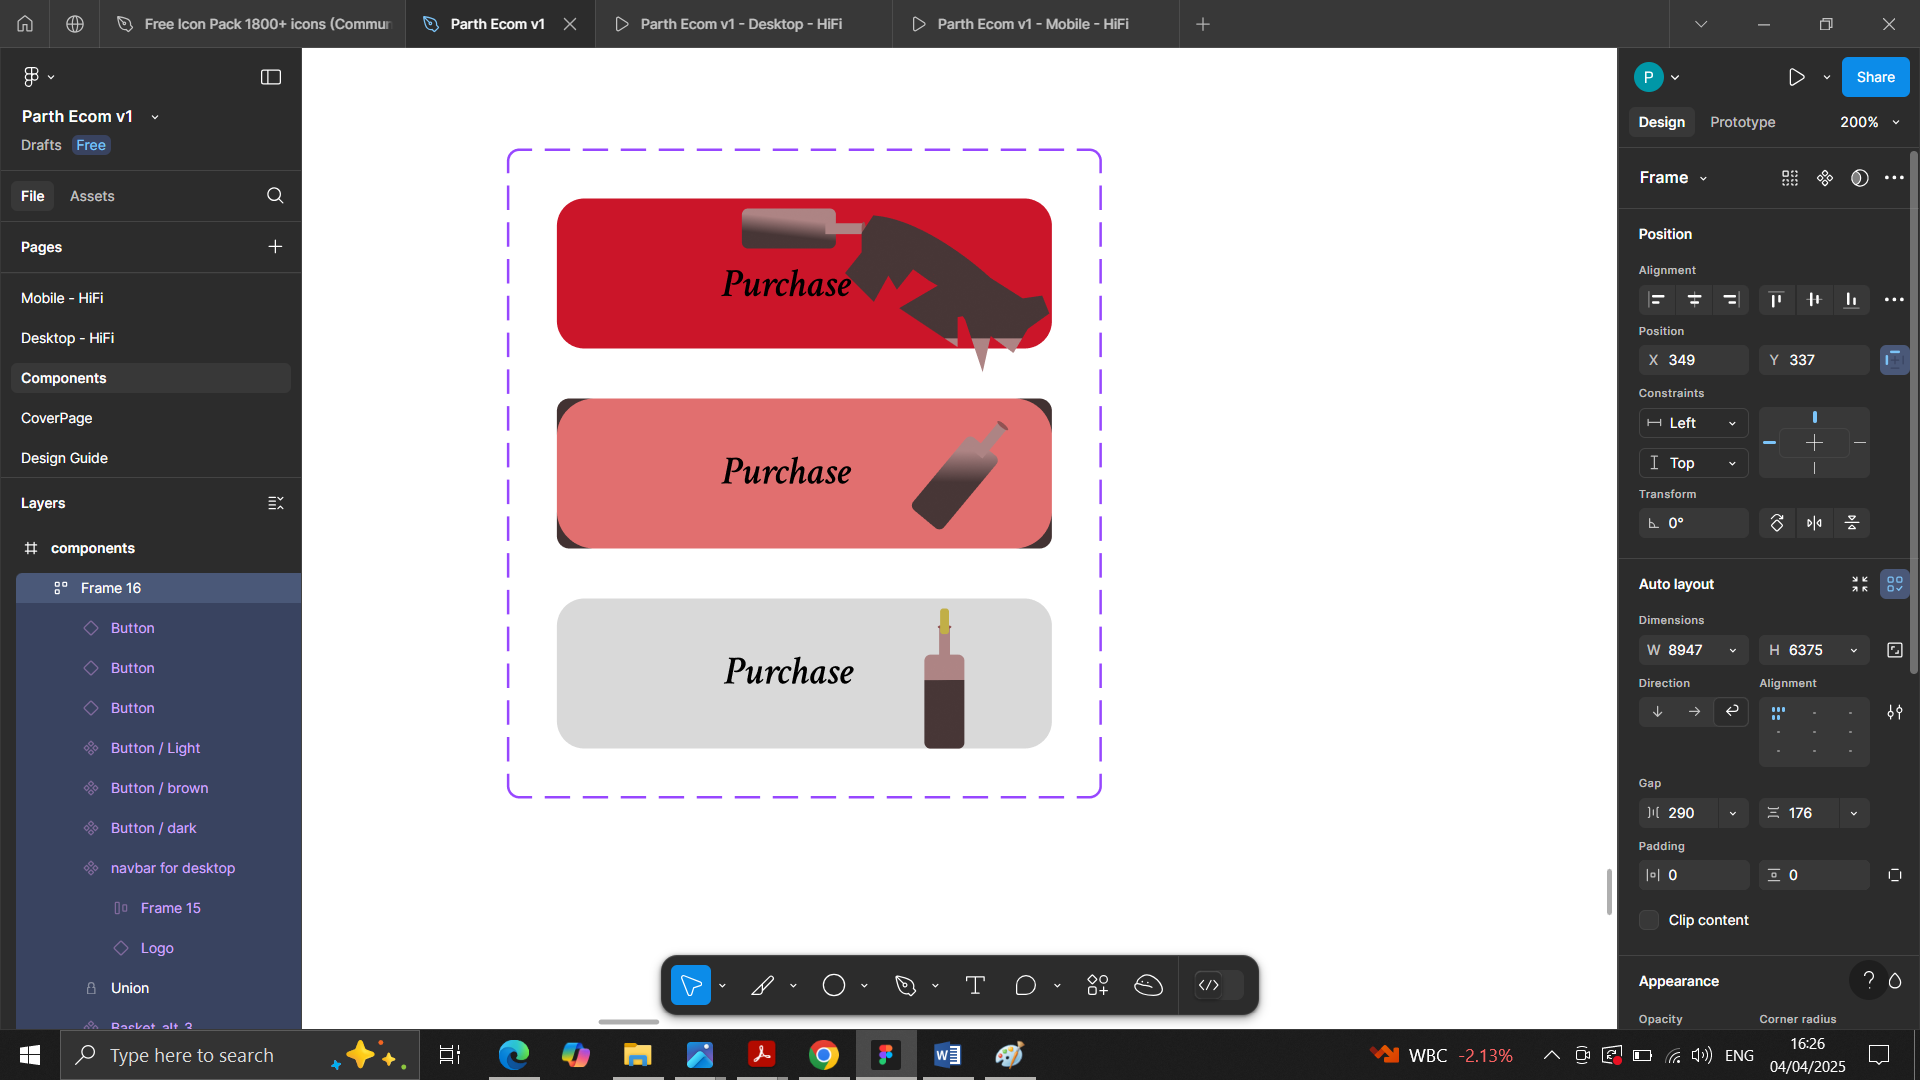 Free Icon Pack 1800+ icons (Commun
Parth Ecom v1
Parth Ecom v1 - Desktop - HiFi
Parth Ecom v1 - Mobile - HiFi
Parth Ecom v1
Drafts
Free
File
Assets
Pages
Mobile - HiFi
Desktop - HiFi
Components
CoverPage
Design Guide
Layers
components
Frame 16
Button
Button
Button
Button / Light
Button / brown
Button / dark
navbar for desktop
Frame 15
Logo
Union
Basket_alt_3
Purchase
Purchase
Purchase
P
Share
Design
Prototype
200%
Frame
Position
Alignment
Position
X 349
Y 337
Constraints
Left
Top
Transform
0°
Auto layout
Dimensions
W 8947
H 6375
Direction
Alignment
Gap
290
176
Padding
0
0
Clip content
Appearance
?
Opacity
Corner radius
Type here to search
WBC -2.13%
ENG
16:26
04/04/2025